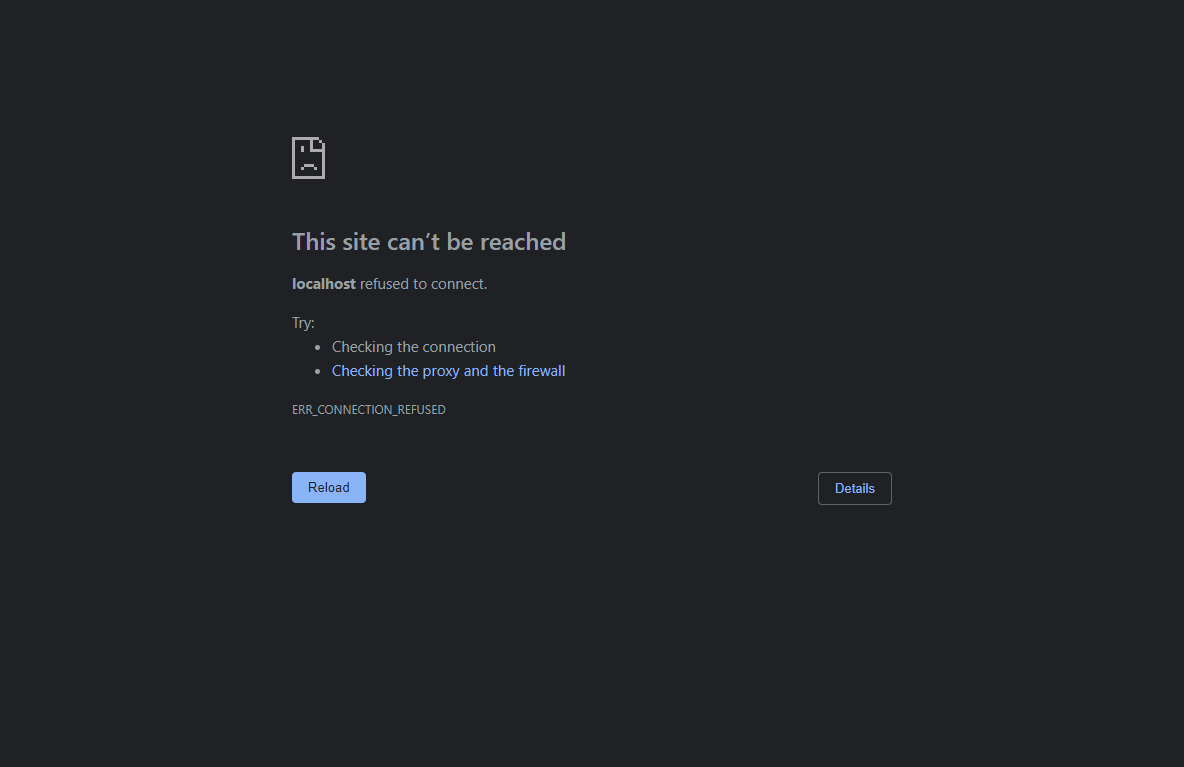 This site can’t be reached
localhost refused to connect.
Try:
Checking the connection
Checking the proxy and the firewall
ERR_CONNECTION_REFUSED
Reload
Details